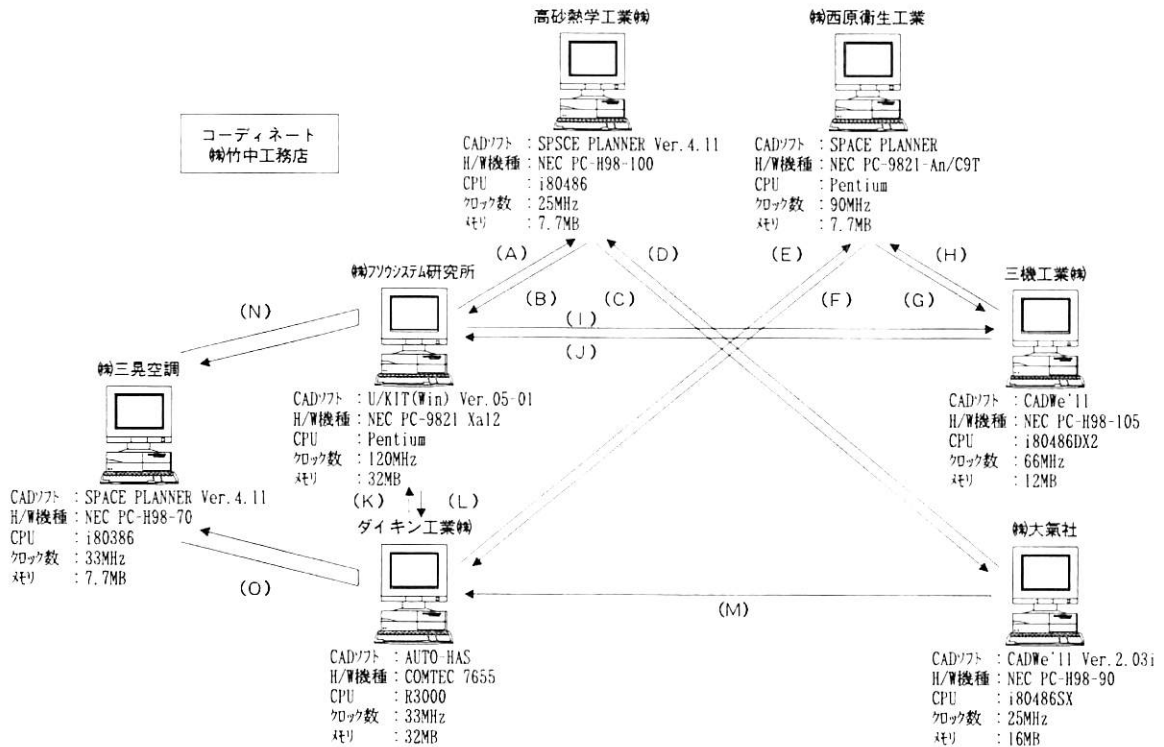 高砂熱学工業㈱
㈱西原衛生工業
コーディネート
㈱竹中工務店
CADソフト : SPSCE PLANNER Ver.4.11
H/W機種 : NEC PC-H98-100
CPU : i80486
クロック数 : 25MHz
メモリ : 7.7MB
CADソフト : SPACE PLANNER
H/W機種 : NEC PC-9821-An/C9T
CPU : Pentium
クロック数 : 90MHz
メモリ : 7.7MB
(A)
(D)
(E)
(H)
㈱フソウシステム研究所
三機工業㈱
(N)
(B)
(C)
(F)
(G)
(I)
(J)
㈱三晃空調
CADソフト : U/KIT(Win) Ver.05-01
H/W機種 : NEC PC-9821 Xa12
CPU : Pentium
クロック数 : 120MHz
メモリ : 32MB
CADソフト : CADWe'll
H/W機種 : NEC PC-H98-105
CPU : i80486DX2
クロック数 : 66MHz
メモリ : 12MB
(K)
(L)
CADソフト : SPACE PLANNER Ver.4.11
H/W機種 : NEC PC-H98-70
CPU : i80386
クロック数 : 33MHz
メモリ : 7.7MB
ダイキン工業㈱
㈱大氣社
(O)
(M)
CADソフト : AUTO-HAS
H/W機種 : COMTEC 7655
CPU : R3000
クロック数 : 33MHz
メモリ : 32MB
CADソフト : CADWe'll Ver.2.03i
H/W機種 : NEC PC-H98-90
CPU : i80486SX
クロック数 : 25MHz
メモリ : 16MB